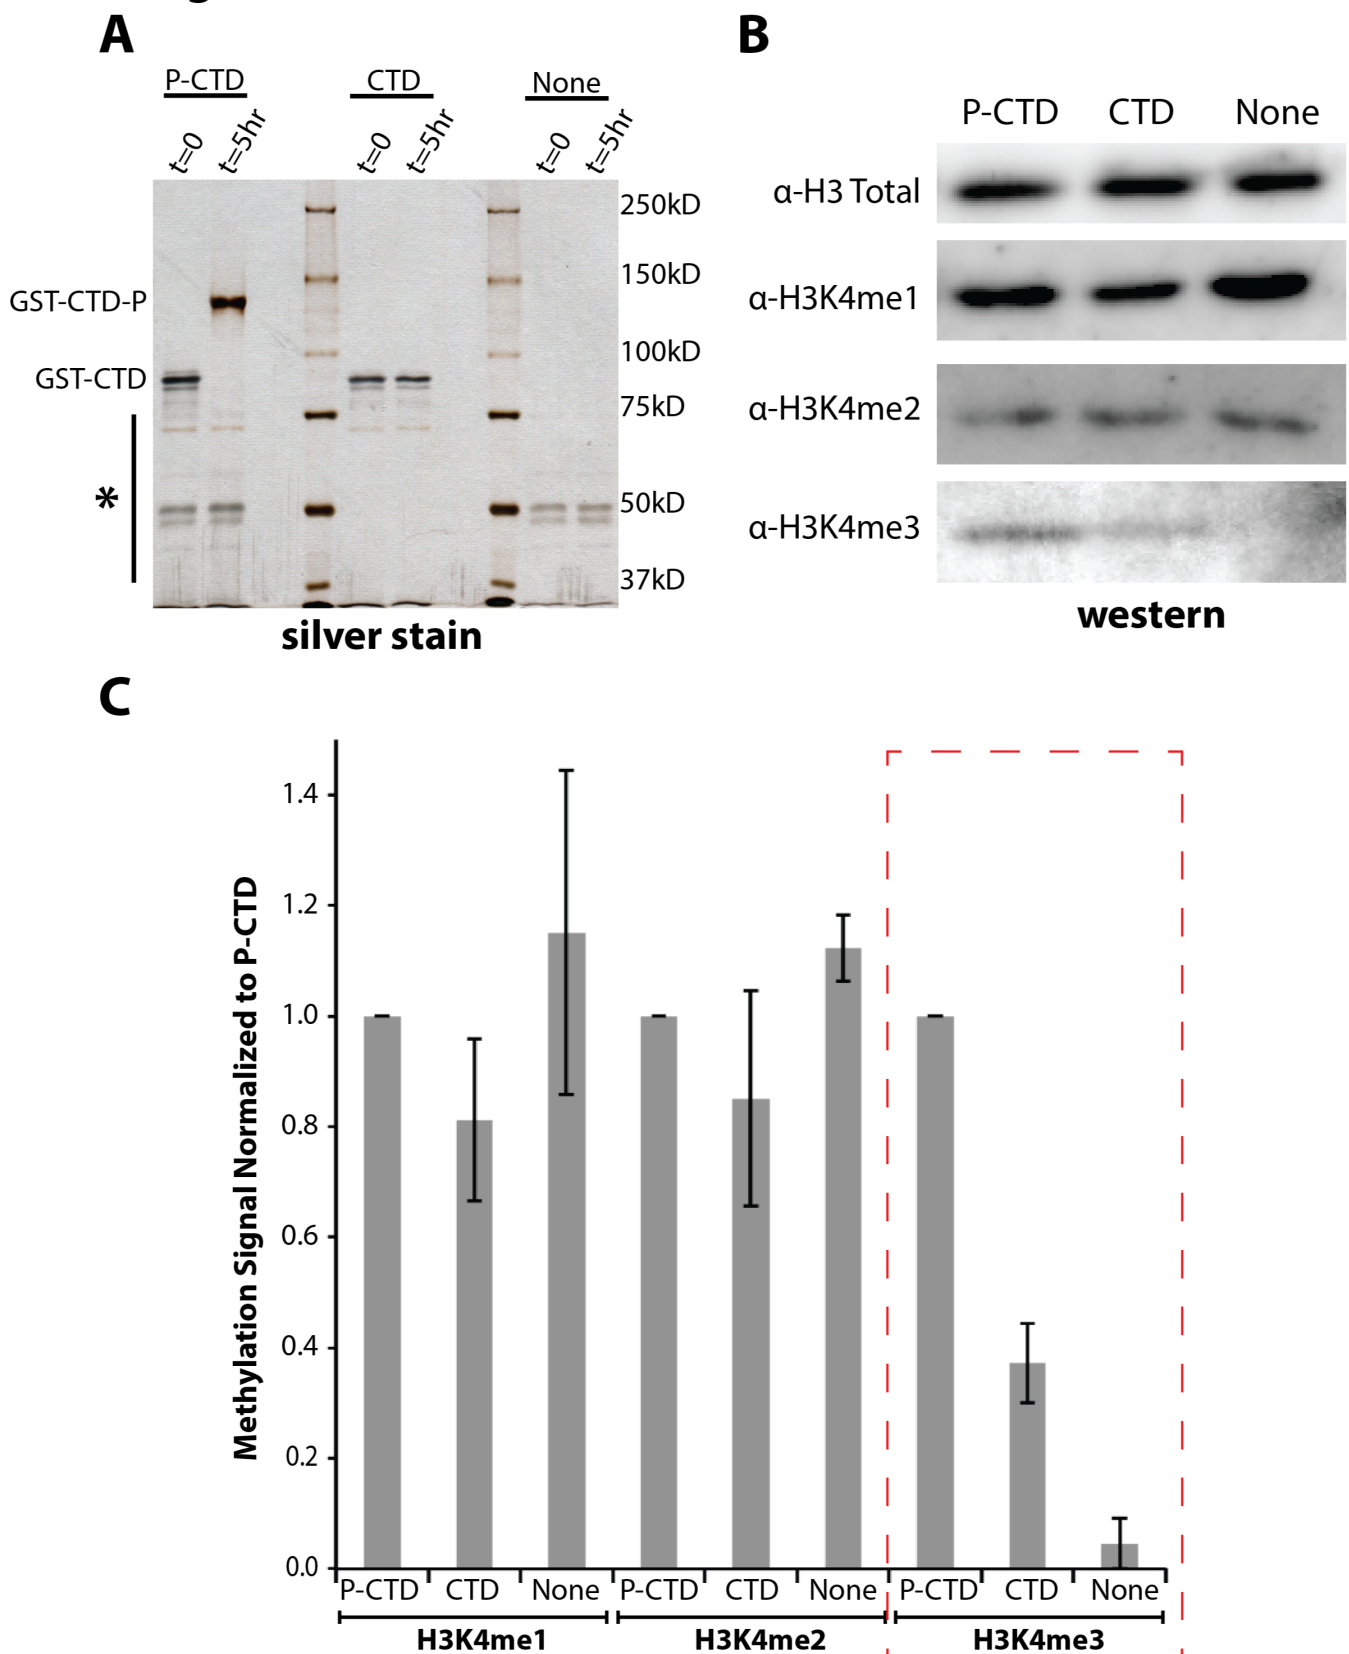 A
P-CTD
CTD
None
t=0
t=5hr
t=0
t=5hr
t=0
t=5hr
250kD
150kD
GST-CTD-P
100kD
GST-CTD
75kD
*
50kD
37kD
silver stain
B
P-CTD CTD None
α-H3 Total
α-H3K4me1
α-H3K4me2
α-H3K4me3
western
C
Methylation Signal Normalized to P-CTD
1.4
1.2
1.0
0.8
0.6
0.4
0.2
0.0
P-CTD CTD None P-CTD CTD None P-CTD CTD None
H3K4me1 H3K4me2 H3K4me3